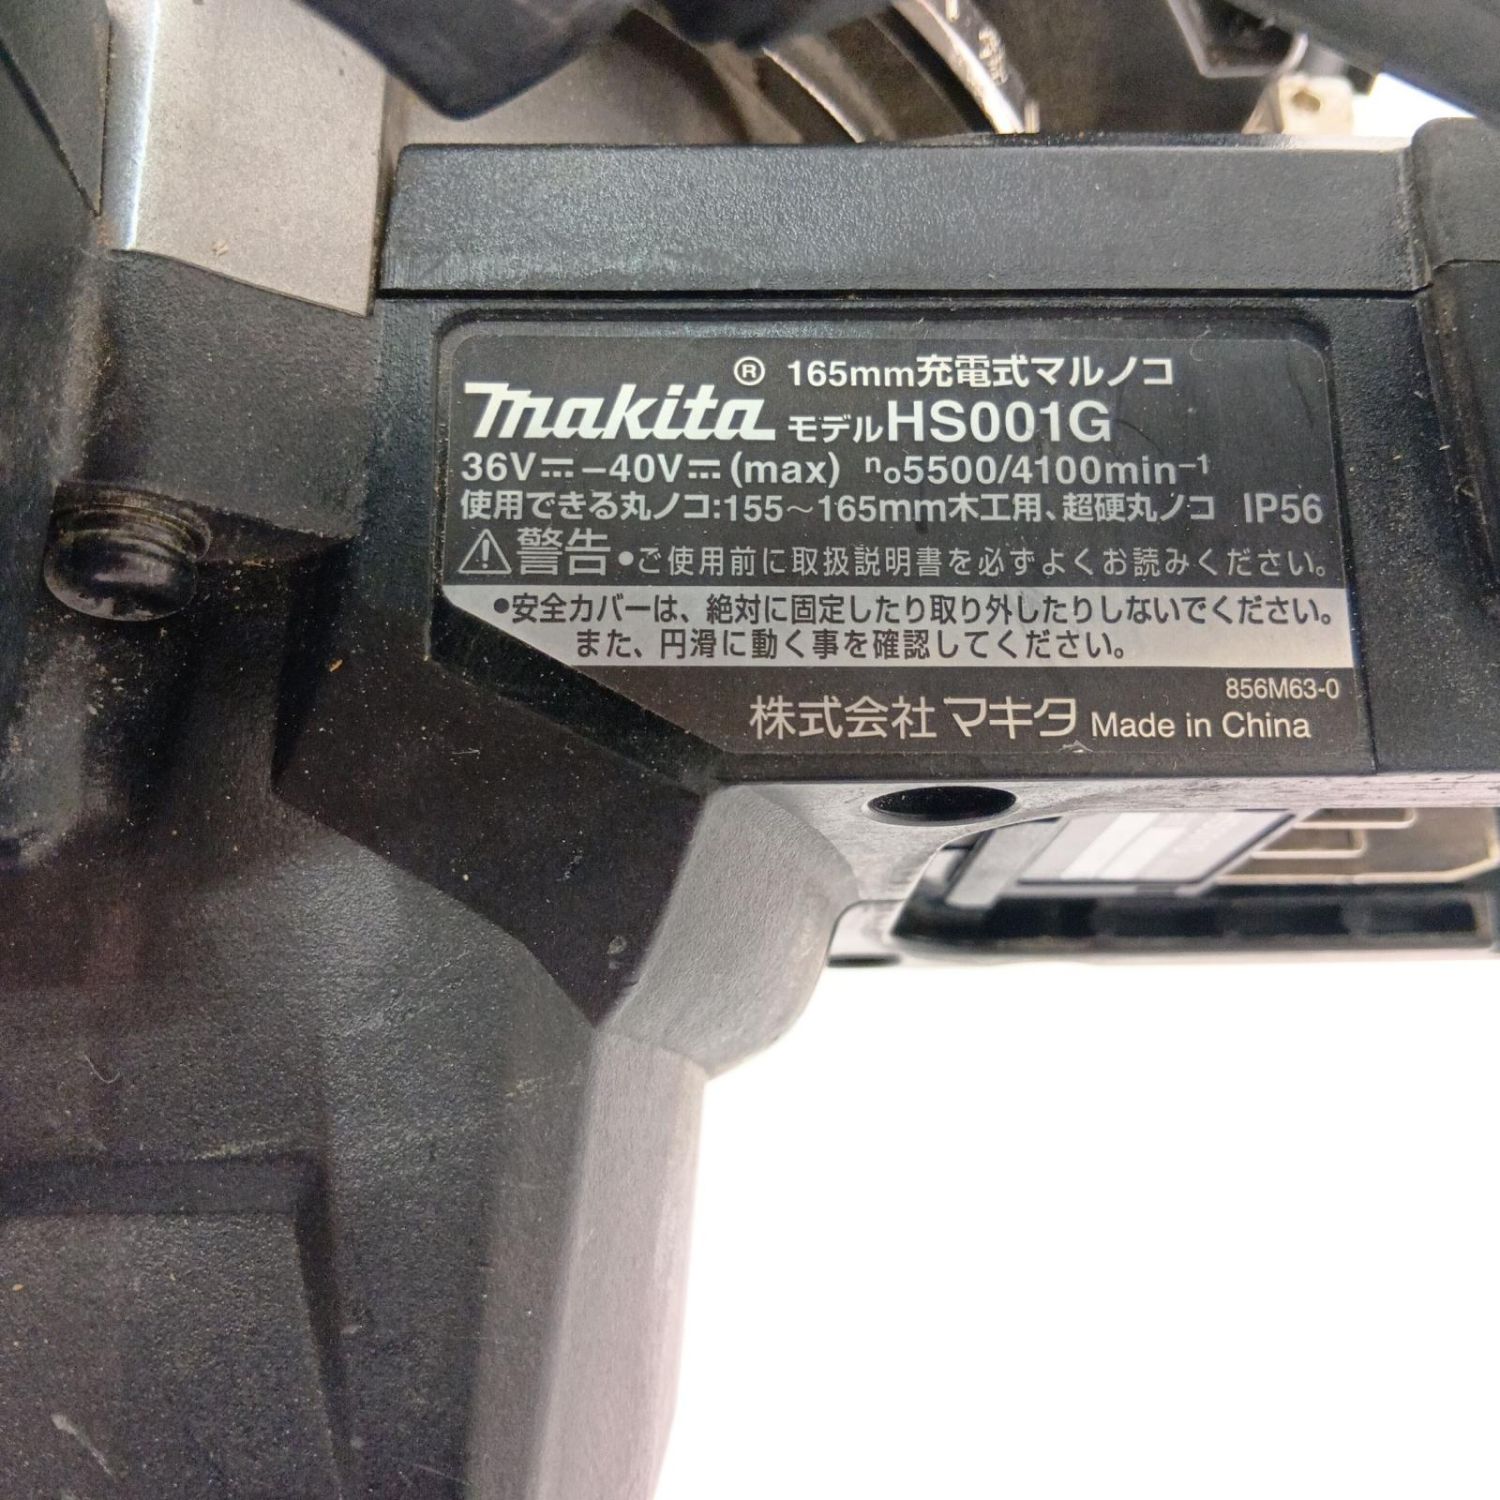 ® 165mm充電式マルノコ
makita モデルHS001G
36V⎓−40V⎓(max) n₀5500/4100min⁻¹
使用できる丸ノコ:155～165mm木工用、超硬丸ノコ IP56
⚠警告 •ご使用前に取扱説明書を必ずよくお読みください。
•安全カバーは、絶対に固定したり取り外したりしないでください。
また、円滑に動く事を確認してください。
856M63-0
株式会社マキタ Made in China